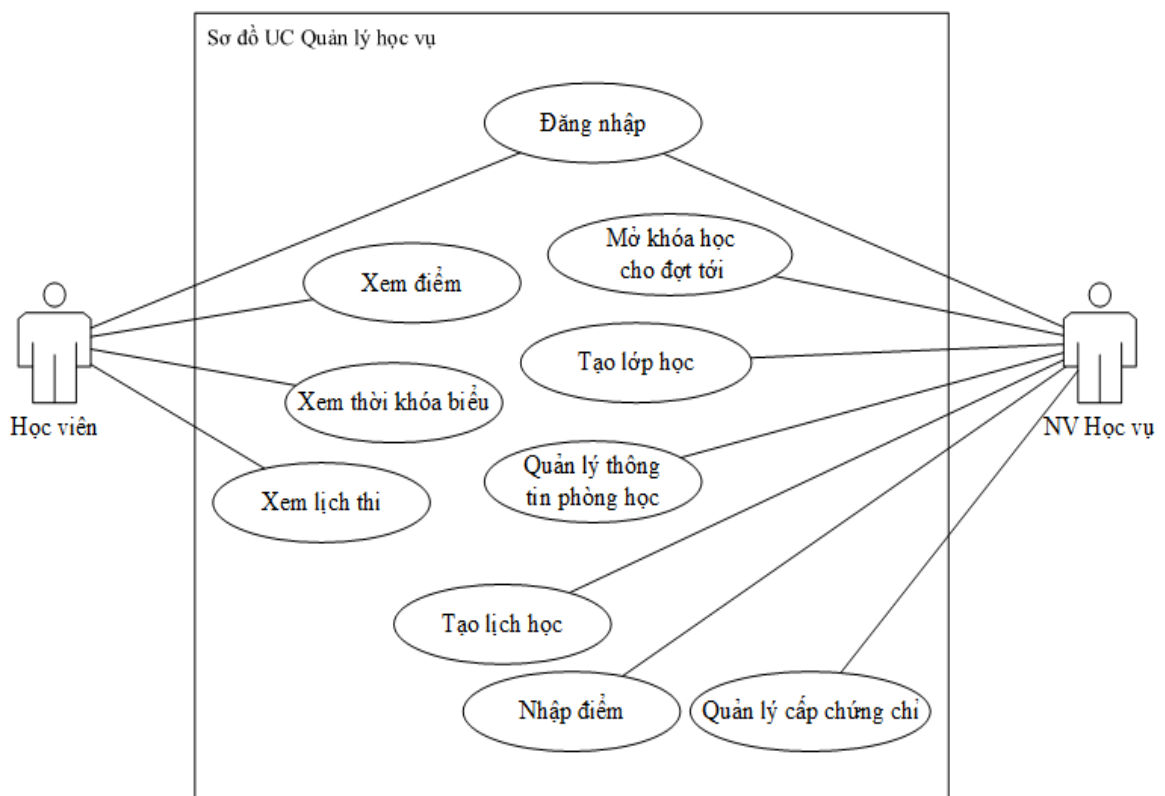 Sơ đồ UC Quản lý học vụ
Đăng nhập
Mở khóa học
cho đợt tới
Xem điểm
Tạo lớp học
Xem thời khóa biểu
Học viên
NV Học vụ
Quản lý thông
tin phòng học
Xem lịch thi
Tạo lịch học
Nhập điểm
Quản lý cấp chứng chỉ